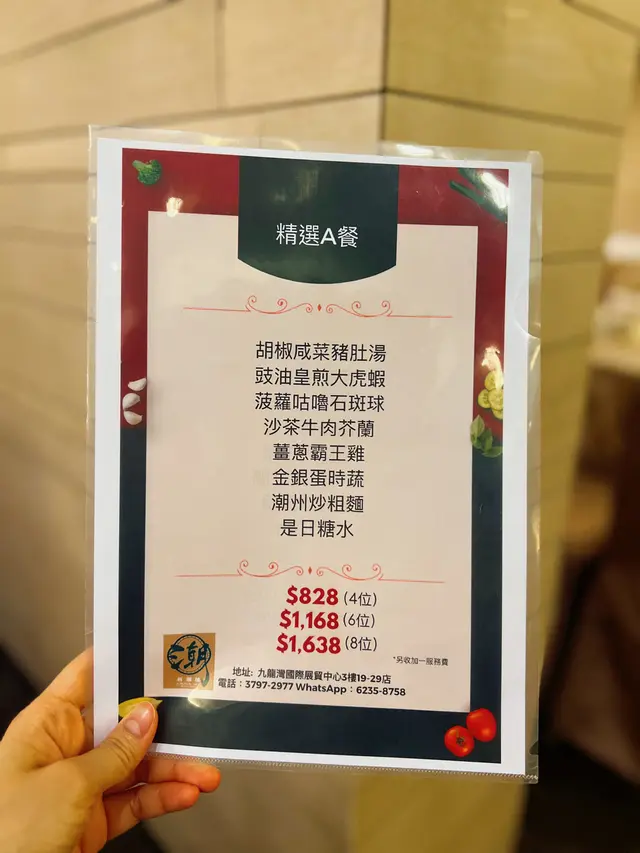 精選A餐
胡椒咸菜豬肚湯
豉油皇煎大虎蝦
菠蘿咕嚕石斑球
沙茶牛肉芥蘭
薑蔥霸王雞
金銀蛋時蔬
潮州炒粗麵
是日糖水
$828 (4位)
$1,168 (6位)
$1,638 (8位)
*另收加一服務費
潮
地址: 九龍灣國際展貿中心3樓19-29店
電話：3797-2977 WhatsApp：6235-8758